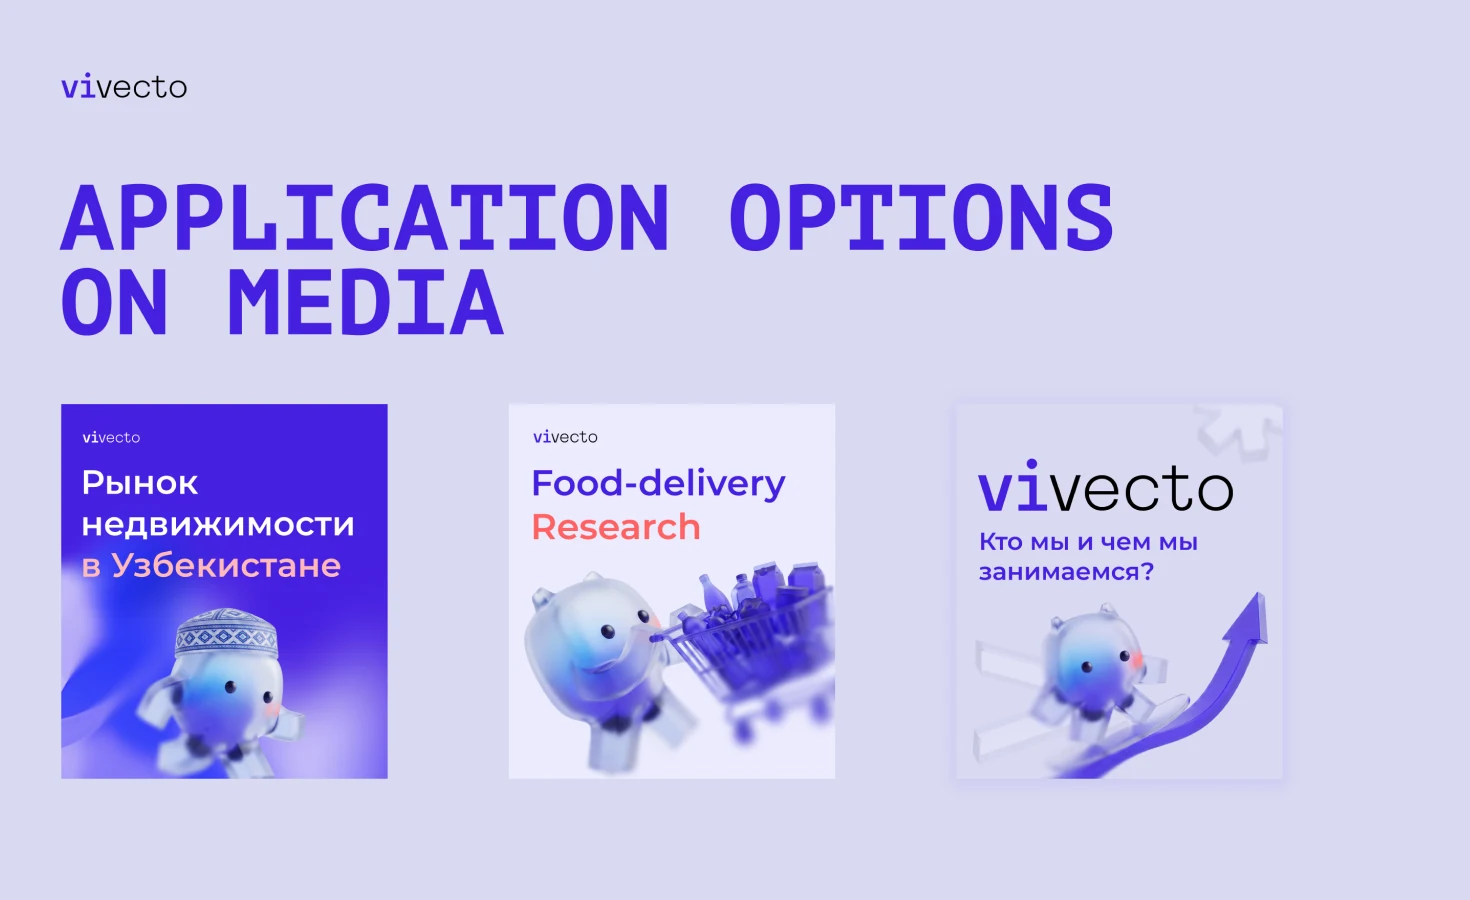 vivecto
APPLICATION OPTIONS
ON MEDIA
vivecto
Рынок
недвижимости
в Узбекистане
vivecto
Food-delivery
Research
vivecto
Кто мы и чем мы
занимаемся?